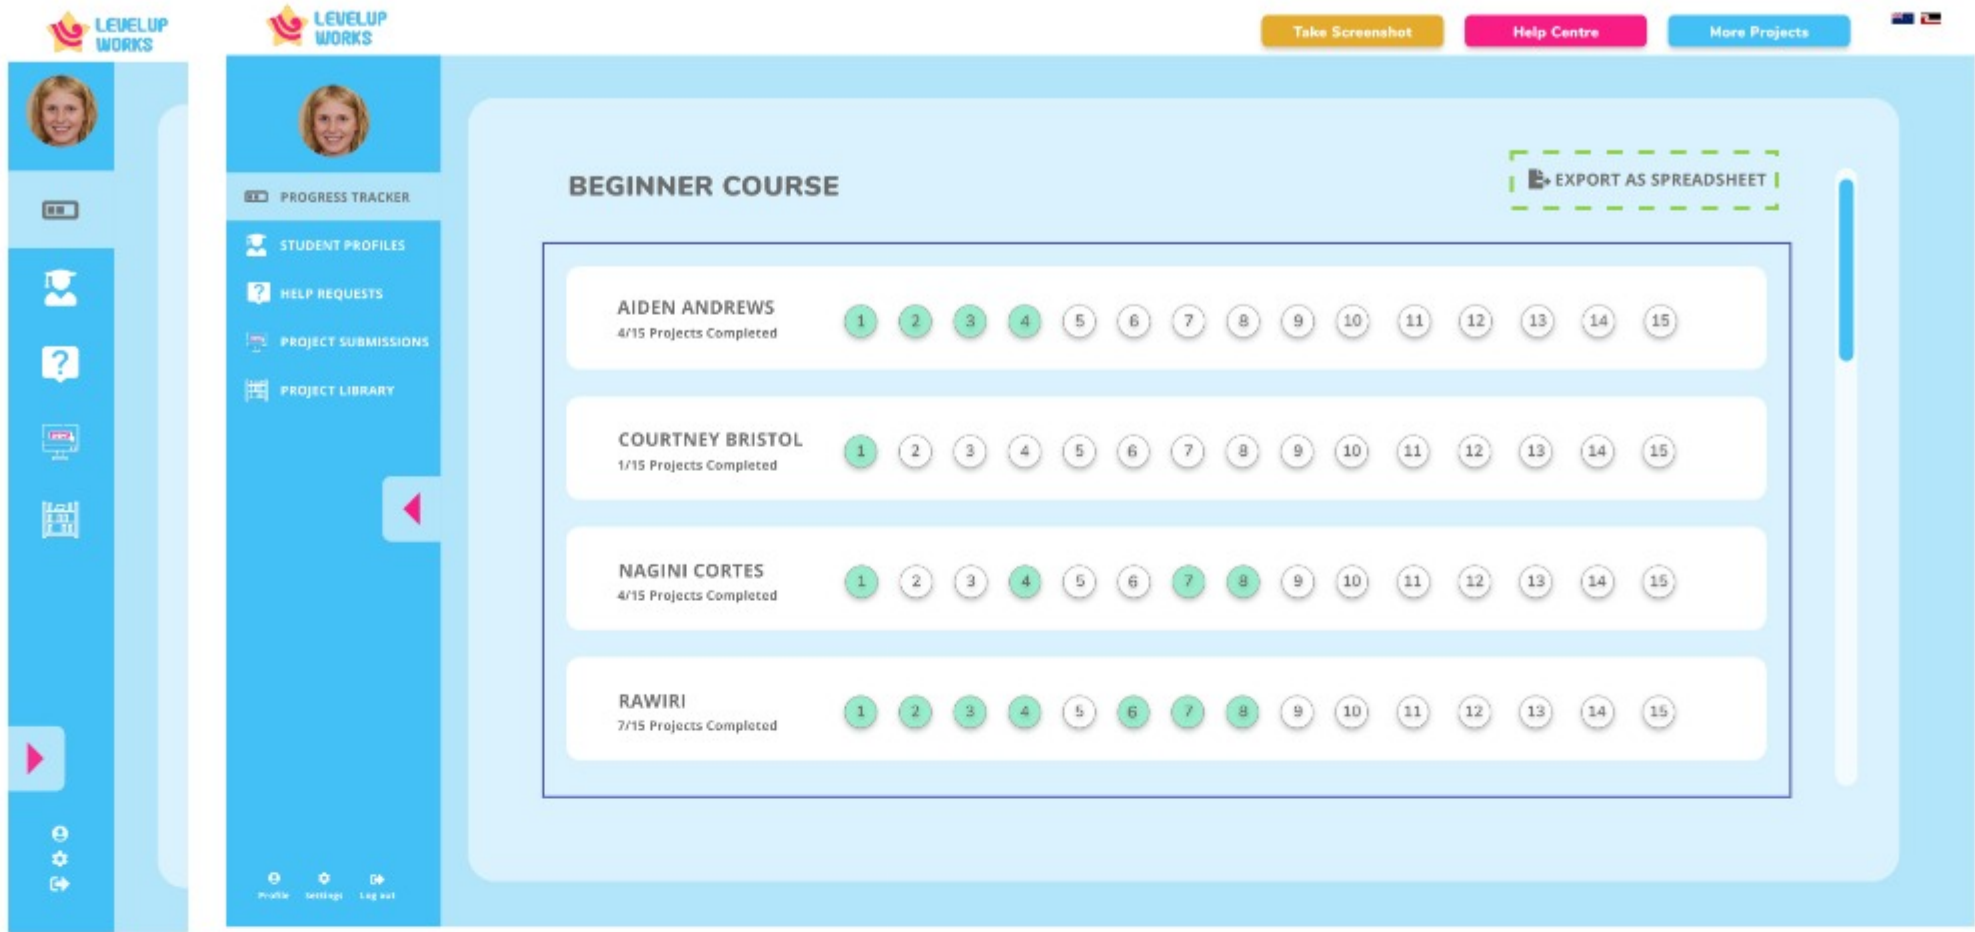 LEVELUP
WORKS
LEVELUP
WORKS
Take Screenshot
Help Centre
More Projects
PROGRESS TRACKER
STUDENT PROFILES
HELP REQUESTS
PROJECT SUBMISSIONS
PROJECT LIBRARY
Profile Settings Log out
BEGINNER COURSE
EXPORT AS SPREADSHEET
AIDEN ANDREWS
4/15 Projects Completed
1 2 3 4 5 6 7 8 9 10 11 12 13 14 15
COURTNEY BRISTOL
1/15 Projects Completed
1 2 3 4 5 6 7 8 9 10 11 12 13 14 15
NAGINI CORTES
4/15 Projects Completed
1 2 3 4 5 6 7 8 9 10 11 12 13 14 15
RAWIRI
7/15 Projects Completed
1 2 3 4 5 6 7 8 9 10 11 12 13 14 15